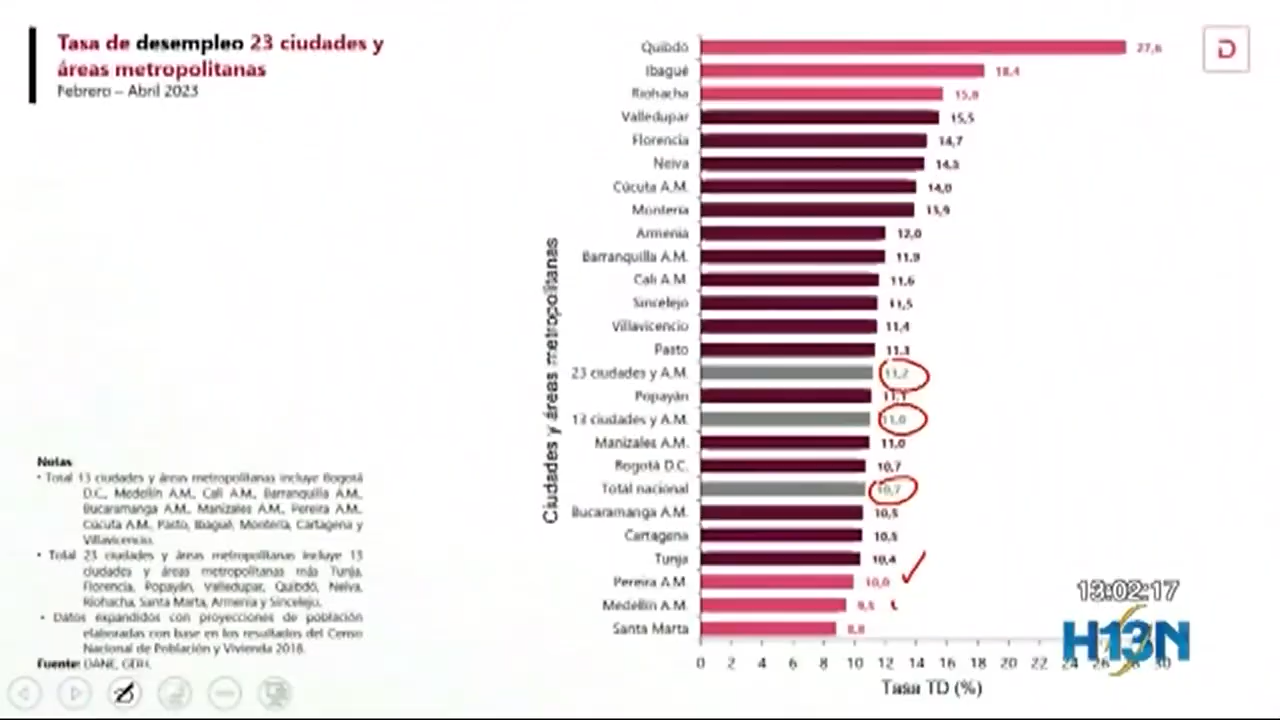 Tasa de desempleo 23 ciudades y
áreas metropolitanas
Febrero – Abril 2023
D
Ciudades y áreas metropolitanas
Quibdó 27,6
Ibagué 18,4
Riohacha 15,8
Valledupar 15,5
Florencia 14,7
Neiva
Cúcuta A.M. 14,0
Montería 13,9
Armenia 12,0
Barranquilla A.M. 11,9
Cali A.M. 11,6
Sincelejo 11,5
Villavicencio 11,4
Pasto 11,3
23 ciudades y A.M. 11,2
Popayán 11,1
13 ciudades y A.M. 11,0
Manizales A.M. 11,0
Bogotá D.C. 10,7
Total nacional 10,7
Bucaramanga A.M. 10,5
Cartagena 10,5
Tunja 10,4
Pereira A.M. 10,0
Medellín A.M. 9,5
Santa Marta 8,8
0 2 4 6 8 10 12 14 16 18 20 22 24 26 28 30
Tasa TD (%)
Notas
• Total 13 ciudades y áreas metropolitanas incluye Bogotá
D.C., Medellín A.M., Cali A.M., Barranquilla A.M.,
Bucaramanga A.M., Manizales A.M., Pereira A.M.,
Cúcuta A.M., Pasto, Ibagué, Montería, Cartagena y
Villavicencio.
• Total 23 ciudades y áreas metropolitanas incluye 13
ciudades y áreas metropolitanas más Tunja,
Florencia, Popayán, Valledupar, Quibdó, Neiva,
Riohacha, Santa Marta, Armenia y Sincelejo.
• Datos expandidos con proyecciones de población
elaboradas con base en los resultados del Censo
Nacional de Población y Vivienda 2018.
Fuente: DANE, GEIH.
13:02:17
H13N